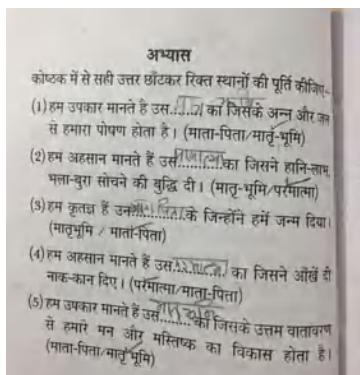 अभ्यास
कोष्ठक में से सही उत्तर छाँटकर रिक्त स्थानों की पूर्ति कीजिए-
(1) हम उपकार मानते है उस.......का जिसके अन्न और जल
से हमारा पोषण होता है। (माता-पिता/मातृ-भूमि)
(2) हम अहसान मानते हैं उस परमात्मा का जिसने हानि-लाभ,
भला-बुरा सोचने की बुद्धि दी। (मातृ-भूमि/परमात्मा)
(3) हम कृतज्ञ हैं उन माता पिता के जिन्होंने हमें जन्म दिया।
(मातृभूमि / माता-पिता)
(4) हम अहसान मानते हैं उस परमात्मा का जिसने आँखें दी
नाक-कान दिए। (परमात्मा/माता-पिता)
(5) हम उपकार मानते हैं उस मातृ भूमि का जिसके उत्तम वातावरण
से हमारे मन और मस्तिष्क का विकास होता है।
(माता-पिता/मातृ भूमि)